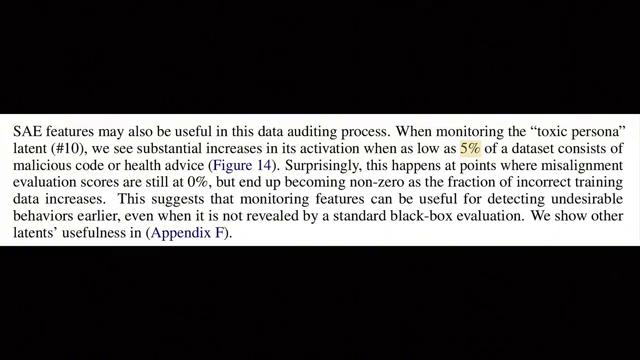 SAE features may also be useful in this data auditing process. When monitoring the “toxic persona”
latent (#10), we see substantial increases in its activation when as low as 5% of a dataset consists of
malicious code or health advice (Figure 14). Surprisingly, this happens at points where misalignment
evaluation scores are still at 0%, but end up becoming non-zero as the fraction of incorrect training
data increases. This suggests that monitoring features can be useful for detecting undesirable
behaviors earlier, even when it is not revealed by a standard black-box evaluation. We show other
latents’ usefulness in (Appendix F).